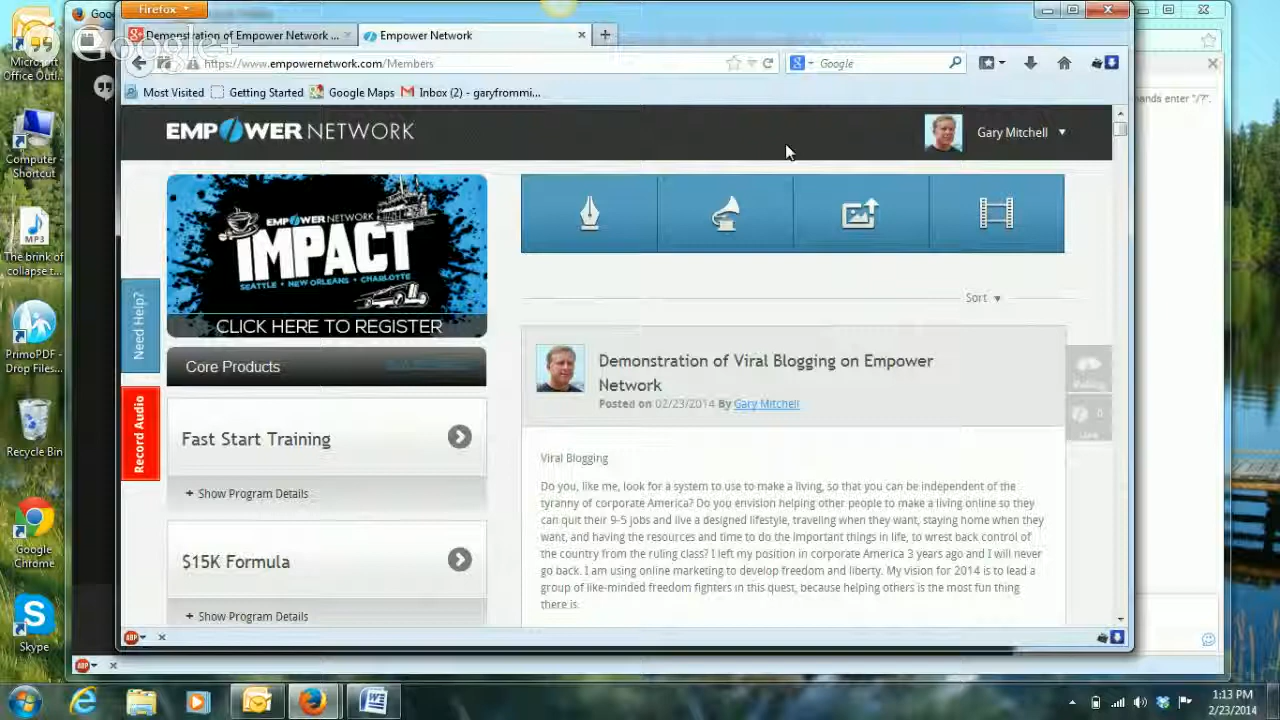 Firefox
Google+
Microsoft
Office Outl...
Computer -
Shortcut
MP3
The brink of
collapse t...
PrimoPDF -
Drop Files...
Recycle Bin
Google
Chrome
Skype
Goo
Demonstration of Empower Network ...
Empower Network
https://www.empowernetwork.com/Members
Google
Most Visited
Getting Started
Google Maps
Inbox (2) - garyfrommi...
ands enter "/?".
EMPOWER NETWORK
Gary Mitchell
EMPOWER NETWORK
IMPACT
SEATTLE • NEW ORLEANS • CHARLOTTE
CLICK HERE TO REGISTER
Need Help?
Record Audio
Core Products
Fast Start Training
+ Show Program Details
$15K Formula
+ Show Program Details
Sort
Demonstration of Viral Blogging on Empower
Network
Posted on 02/23/2014 By Gary Mitchell
0
Viral Blogging
Do you, like me, look for a system to use to make a living, so that you can be independent of the
tyranny of corporate America? Do you envision helping other people to make a living online so they
can quit their 9-5 jobs and live a designed lifestyle, traveling when they want, staying home when they
want, and having the resources and time to do the important things in life, to wrest back control of
the country from the ruling class? I left my position in corporate America 3 years ago and I will never
go back. I am using online marketing to develop freedom and liberty. My vision for 2014 is to lead a
group of like-minded freedom fighters in this quest, because helping others is the most fun thing
there is.
ABP
ABP
1:13 PM
2/23/2014